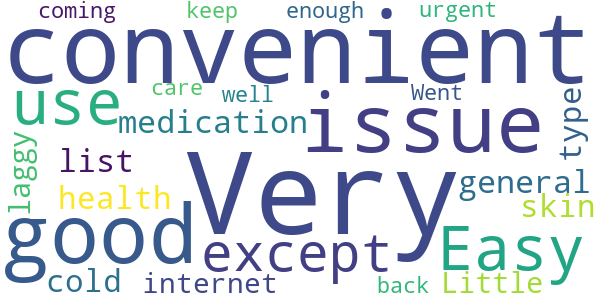 coming keep enough urgent
convenient
care well Went
use issue type
medication
laggy list general
health Very skin
good except Easy
cold internet back Little